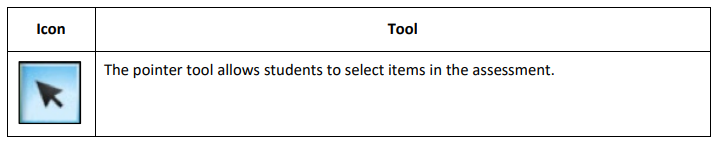 Icon Tool
The pointer tool allows students to select items in the assessment.